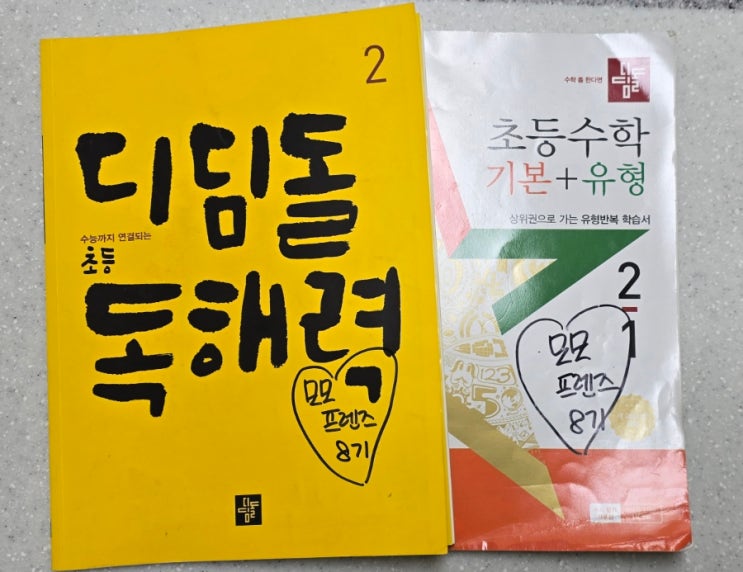 2
디딤돌
수능까지 연결되는
초등
독해력
모모
프렌즈
8기
디딤돌
수학 좀 한다면
디딤돌
초등수학
기본+유형
상위권으로 가는 유형반복 학습서
2
1
모모
프렌즈
8기
123
5